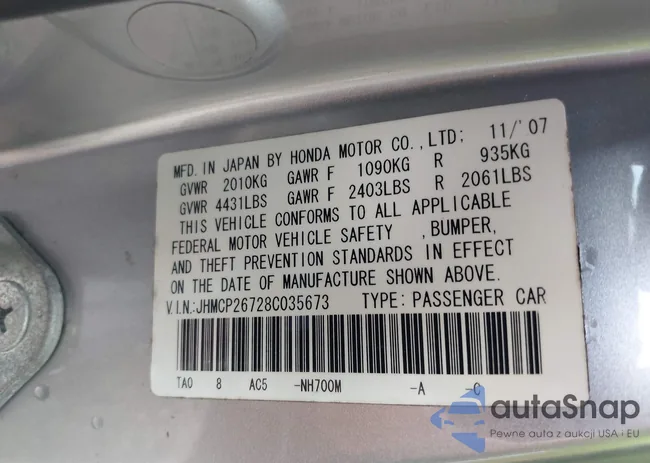 MFD. IN JAPAN BY HONDA MOTOR CO., LTD; 11/'07
GVWR 2010KG GAWR F 1090KG R 935KG
GVWR 4431LBS GAWR F 2403LBS R 2061LBS
THIS VEHICLE CONFORMS TO ALL APPLICABLE
FEDERAL MOTOR VEHICLE SAFETY , BUMPER,
AND THEFT PREVENTION STANDARDS IN EFFECT
ON THE DATE OF MANUFACTURE SHOWN ABOVE.
V.I.N.:JHMCP26728C035673 TYPE: PASSENGER CAR
TA0 8 AC5 -NH700M -A -C
autaSnap
Pewne auta z aukcji USA i EU